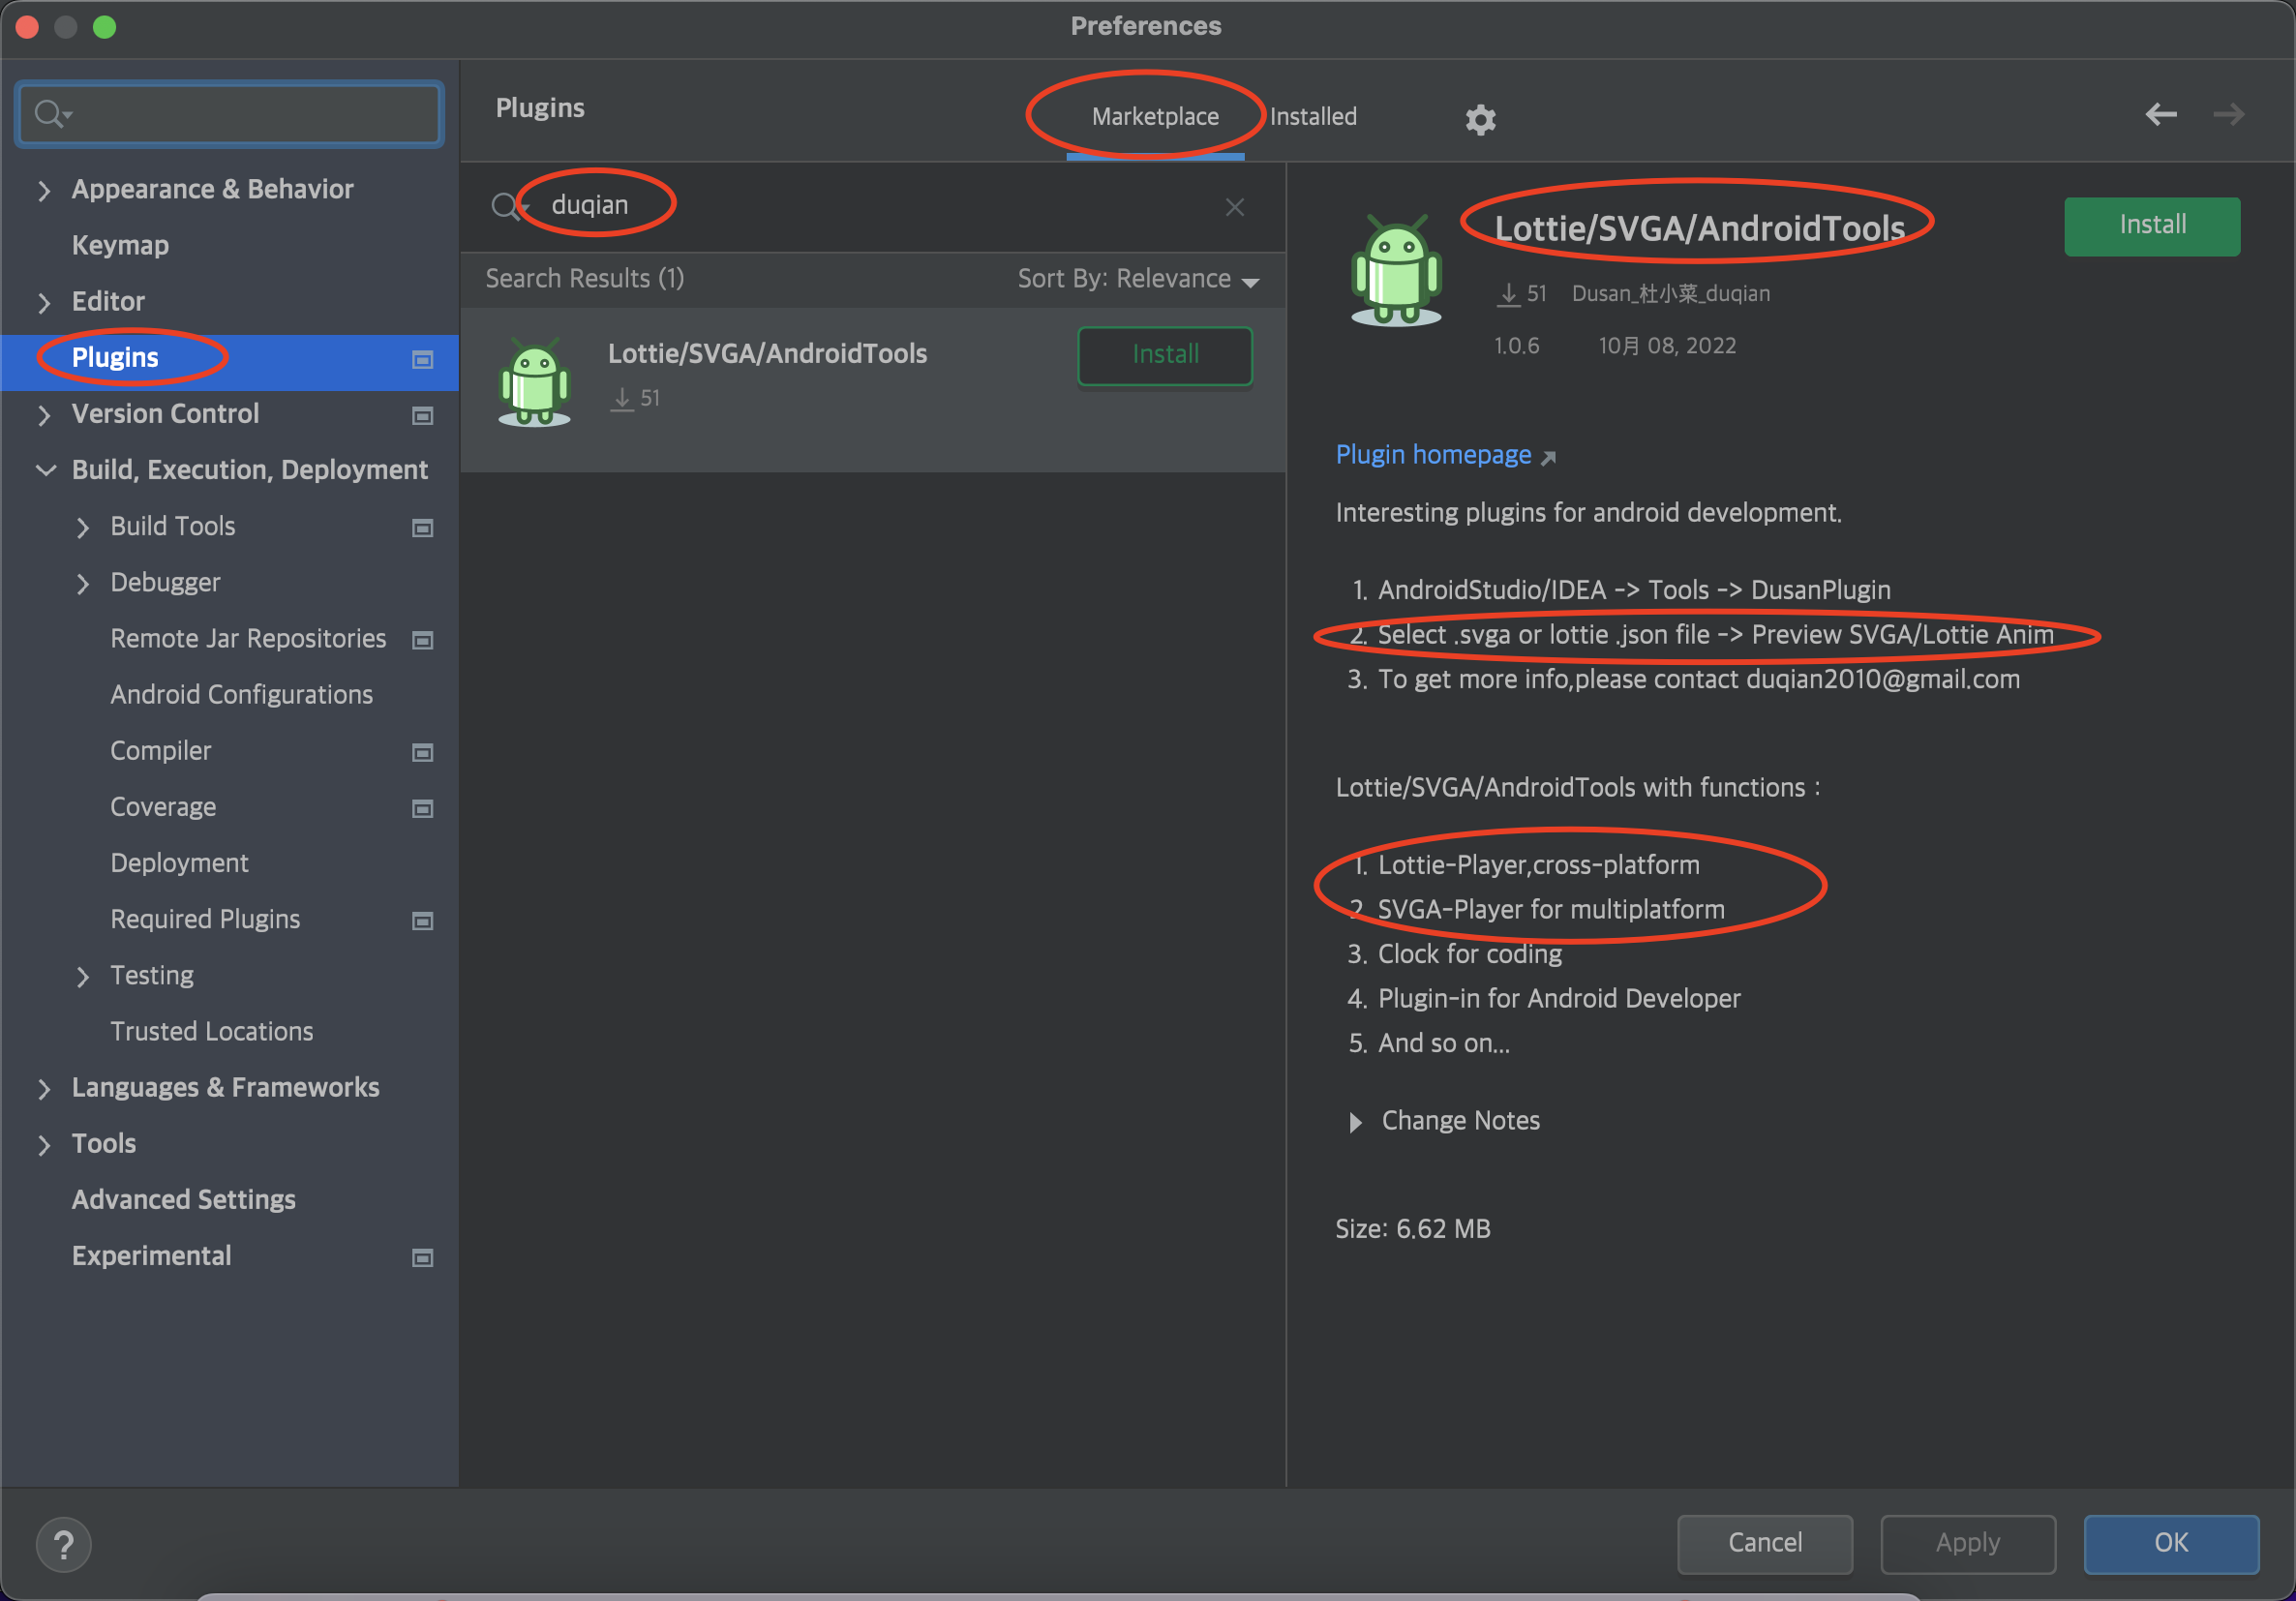 Preferences
Appearance & Behavior
Keymap
Editor
Plugins
Version Control
Build, Execution, Deployment
Build Tools
Debugger
Remote Jar Repositories
Android Configurations
Compiler
Coverage
Deployment
Required Plugins
Testing
Trusted Locations
Languages & Frameworks
Tools
Advanced Settings
Experimental
Plugins
Marketplace
Installed
duqian
Search Results (1)
Sort By: Relevance
Lottie/SVGA/AndroidTools
51
Install
Lottie/SVGA/AndroidTools
Install
51 Dusan_杜小菜_duqian
1.0.6 10月 08, 2022
Plugin homepage
Interesting plugins for android development.
1. AndroidStudio/IDEA -> Tools -> DusanPlugin
2. Select .svga or lottie .json file -> Preview SVGA/Lottie Anim
3. To get more info,please contact duqian2010@gmail.com
Lottie/SVGA/AndroidTools with functions :
1. Lottie-Player,cross-platform
2. SVGA-Player for multiplatform
3. Clock for coding
4. Plugin-in for Android Developer
5. And so on...
Change Notes
Size: 6.62 MB
?
Cancel
Apply
OK